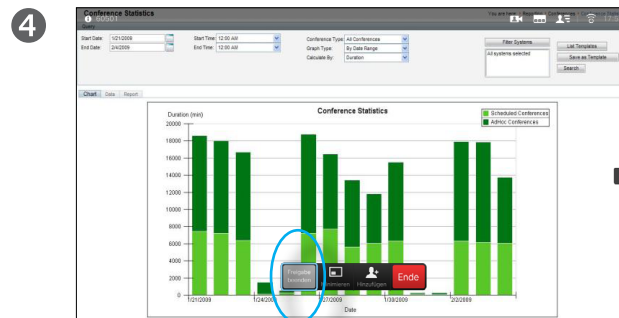 4
Conference Statistics
60501
Query
Start Date: 1/21/2009
Start Time: 12:00 AM
Conference Type: All Conferences
Filter Systems
List Templates
End Date: 2/4/2009
End Time: 12:00 AM
Graph Type: By Date Range
All systems selected
Save as Template
Calculate By: Duration
Search
Chart Data Report
Conference Statistics
Duration (min)
Scheduled Conferences
AdHoc Conferences
20000
18000
16000
14000
12000
10000
8000
6000
4000
2000
0
Freigabe beenden
Minimieren
Hinzufügen
Ende
1/21/2009
1/24/2009
1/27/2009
1/30/2009
2/2/2009
Date